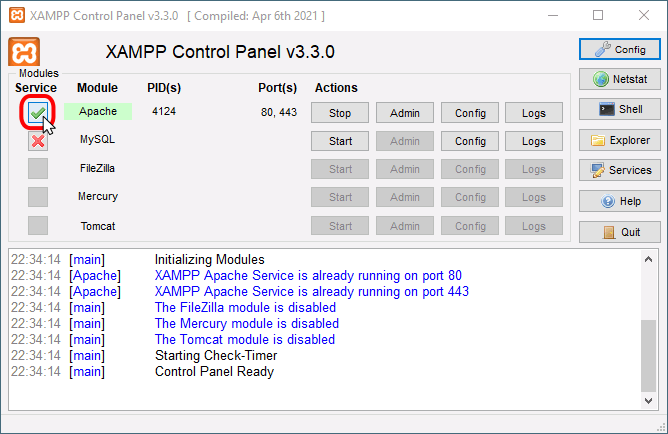 XAMPP Control Panel v3.3.0 [ Compiled: Apr 6th 2021 ]
XAMPP Control Panel v3.3.0
Config
Modules
Service Module PID(s) Port(s) Actions
Netstat
Apache 4124 80, 443 Stop Admin Config Logs
Shell
MySQL Start Admin Config Logs
Explorer
FileZilla Start Admin Config Logs
Services
Mercury Start Admin Config Logs
Help
Tomcat Start Admin Config Logs
Quit
22:34:14 [main] Initializing Modules
22:34:14 [Apache] XAMPP Apache Service is already running on port 80
22:34:14 [Apache] XAMPP Apache Service is already running on port 443
22:34:14 [main] The FileZilla module is disabled
22:34:14 [main] The Mercury module is disabled
22:34:14 [main] The Tomcat module is disabled
22:34:14 [main] Starting Check-Timer
22:34:14 [main] Control Panel Ready